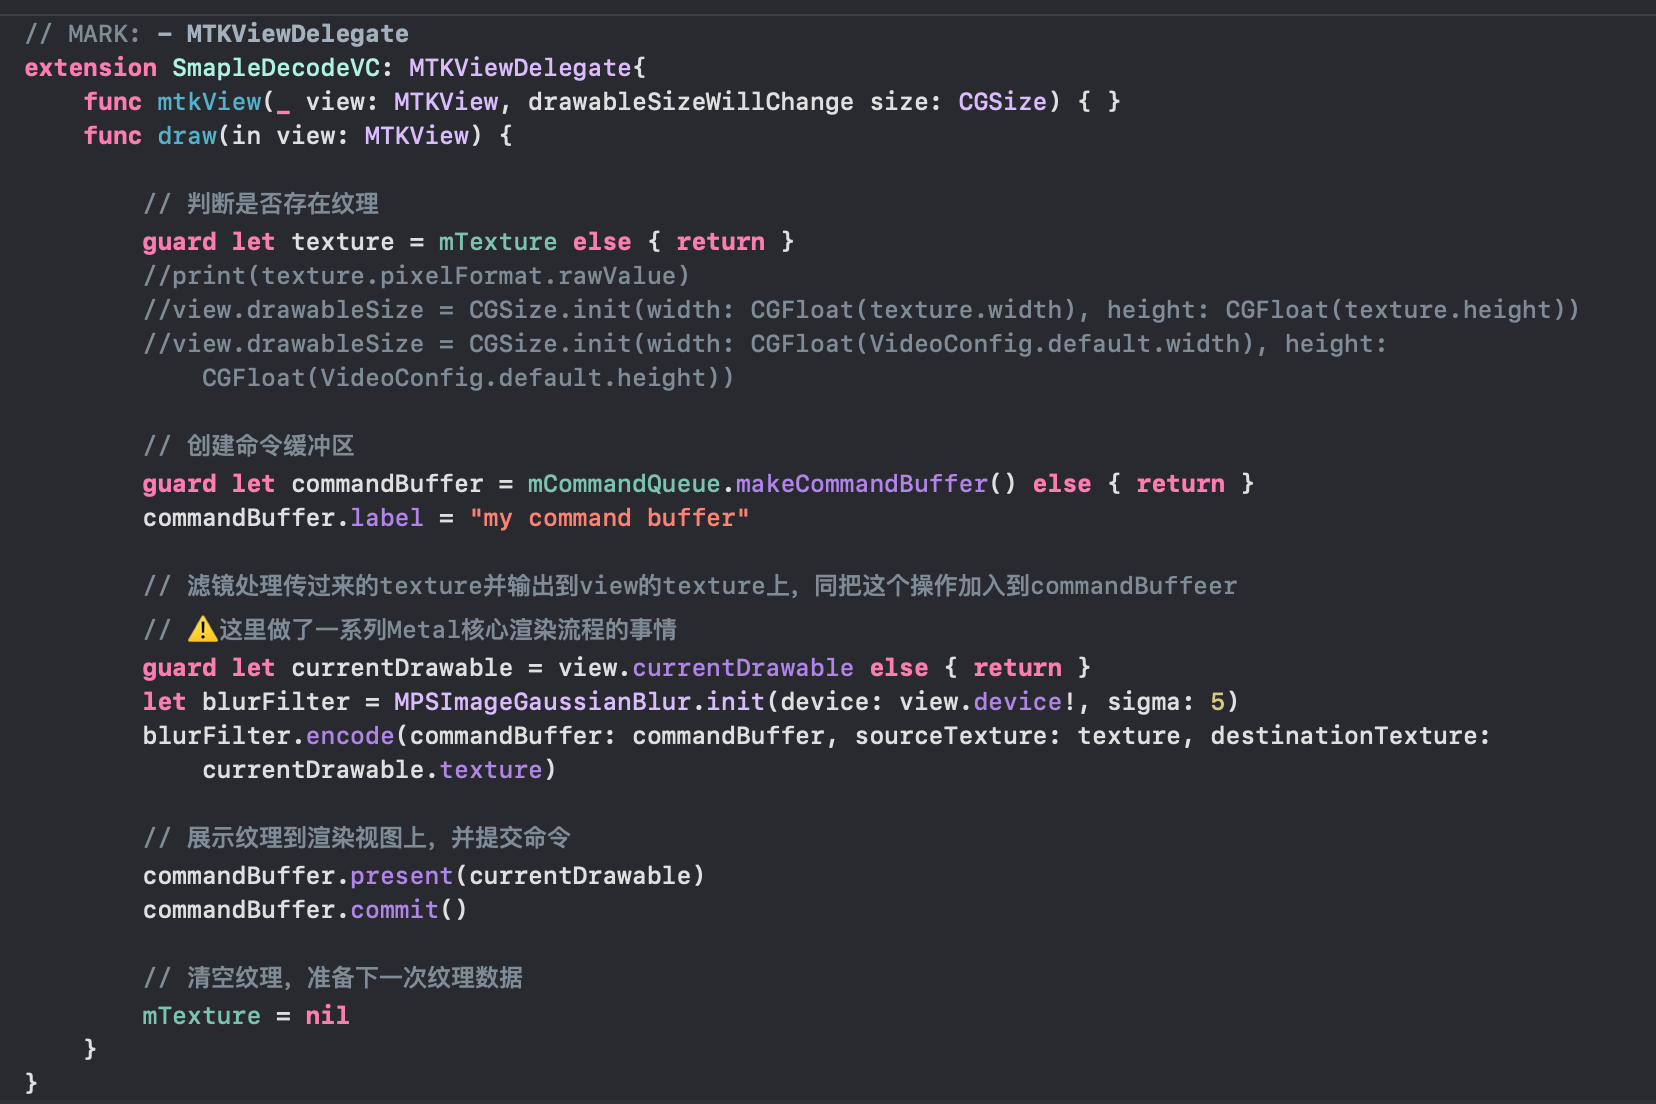 // MARK: - MTKViewDelegate
extension SmapleDecodeVC: MTKViewDelegate{
    func mtkView(_ view: MTKView, drawableSizeWillChange size: CGSize) { }
    func draw(in view: MTKView) {
        // 判断是否存在纹理
        guard let texture = mTexture else { return }
        //print(texture.pixelFormat.rawValue)
        //view.drawableSize = CGSize.init(width: CGFloat(texture.width), height: CGFloat(texture.height))
        //view.drawableSize = CGSize.init(width: CGFloat(VideoConfig.default.width), height:
            CGFloat(VideoConfig.default.height))
        // 创建命令缓冲区
        guard let commandBuffer = mCommandQueue.makeCommandBuffer() else { return }
        commandBuffer.label = "my command buffer"
        // 滤镜处理传过来的texture并输出到view的texture上，同把这个操作加入到commandBuffeer
        // ⚠️这里做了一系列Metal核心渲染流程的事情
        guard let currentDrawable = view.currentDrawable else { return }
        let blurFilter = MPSImageGaussianBlur.init(device: view.device!, sigma: 5)
        blurFilter.encode(commandBuffer: commandBuffer, sourceTexture: texture, destinationTexture:
            currentDrawable.texture)
        // 展示纹理到渲染视图上，并提交命令
        commandBuffer.present(currentDrawable)
        commandBuffer.commit()
        // 清空纹理，准备下一次纹理数据
        mTexture = nil
    }
}